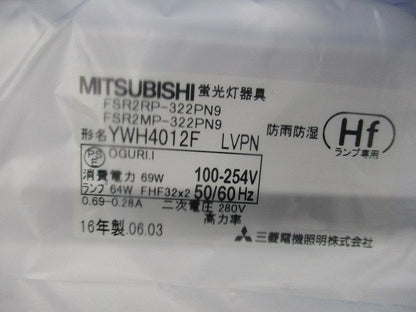 MITSUBISHI 蛍光灯器具
FSR2RP-322PN9
FSR2MP-322PN9
形名 YWH4012F LVPN
防雨防湿
Hf
ランプ専用
PSE OGURI.I
消費電力 69W 100-254V
ランプ 64W FHF32x2 50/60Hz
0.69-0.28A 二次電圧 280V
高力率
16年製.06.03
三菱電機照明株式会社